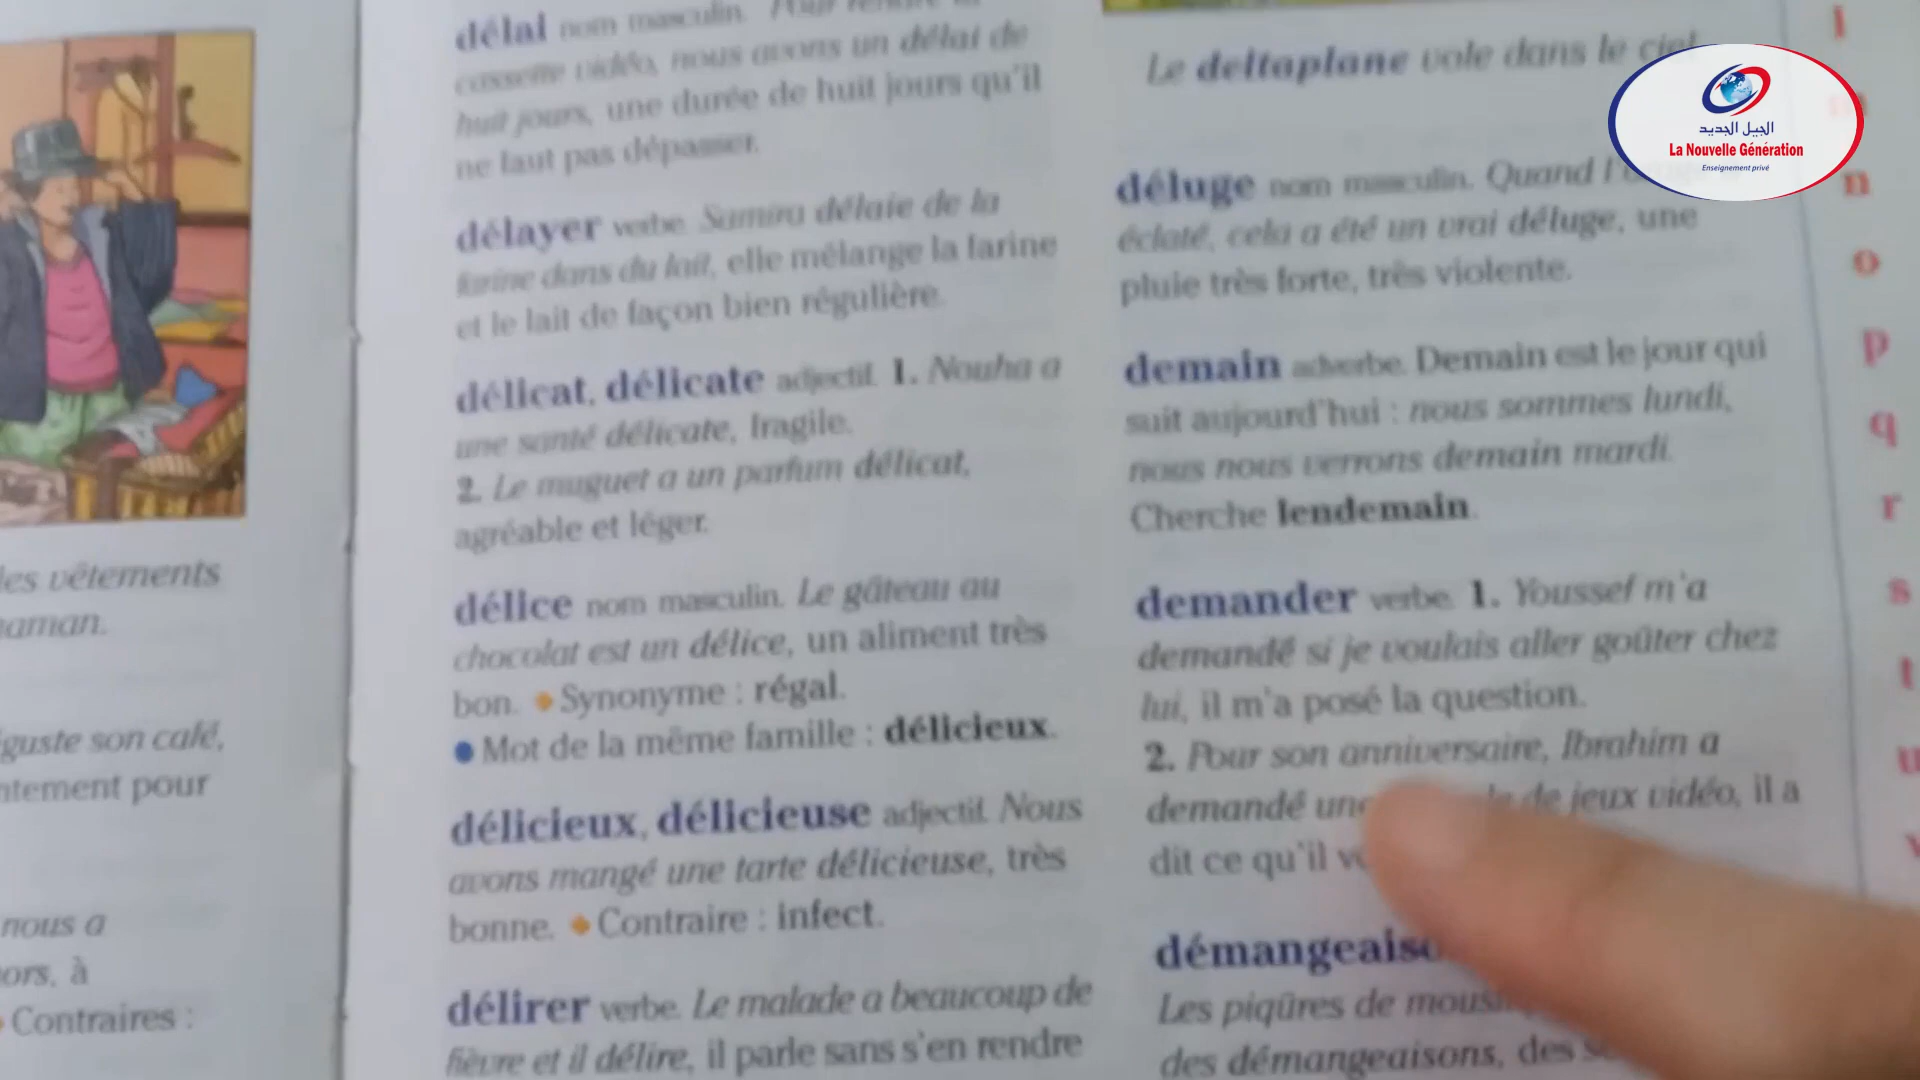 les vêtements
maman.
guste son café,
ntement pour
nous a
ors, à
Contraires :
délai nom masculin. Pour rendre la
cassette vidéo, nous avons un délai de
huit jours, une durée de huit jours qu'il
ne faut pas dépasser.
délayer verbe. Samira délaie de la
farine dans du lait, elle mélange la farine
et le lait de façon bien régulière.
délicat, délicate adjectif. 1. Nouha a
une santé délicate, fragile.
2. Le muguet a un parfum délicat,
agréable et léger.
délice nom masculin. Le gâteau au
chocolat est un délice, un aliment très
bon. ◆ Synonyme : régal.
● Mot de la même famille : délicieux.
délicieux, délicieuse adjectif. Nous
avons mangé une tarte délicieuse, très
bonne. ◆ Contraire : infect.
délirer verbe. Le malade a beaucoup de
fièvre et il délire, il parle sans s'en rendre
Le deltaplane vole dans le ciel
déluge nom masculin. Quand l'
éclaté, cela a été un vrai déluge, une
pluie très forte, très violente.
demain adverbe. Demain est le jour qui
suit aujourd'hui : nous sommes lundi,
nous nous verrons demain mardi.
Cherche lendemain.
demander verbe. 1. Youssef m'a
demandé si je voulais aller goûter chez
lui, il m'a posé la question.
2. Pour son anniversaire, Ibrahim a
demandé une de jeux vidéo, il a
dit ce qu'il
démangeaiso
Les piqûres de
des démangeaisons, des
l
m
n
o
p
q
r
s
t
u
v
الجيل الجديد
La Nouvelle Génération
Enseignement privé